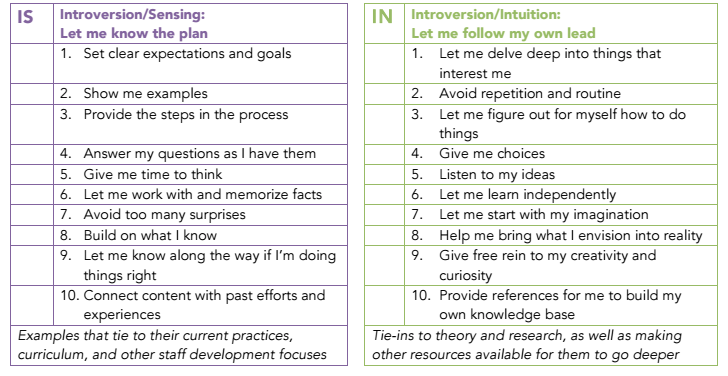 IS
Introversion/Sensing:
Let me know the plan
1. Set clear expectations and goals
2. Show me examples
3. Provide the steps in the process
4. Answer my questions as I have them
5. Give me time to think
6. Let me work with and memorize facts
7. Avoid too many surprises
8. Build on what I know
9. Let me know along the way if I'm doing
things right
10. Connect content with past efforts and
experiences
Examples that tie to their current practices,
curriculum, and other staff development focuses
IN
Introversion/Intuition:
Let me follow my own lead
1. Let me delve deep into things that
interest me
2. Avoid repetition and routine
3. Let me figure out for myself how to do
things
4. Give me choices
5. Listen to my ideas
6. Let me learn independently
7. Let me start with my imagination
8. Help me bring what I envision into reality
9. Give free rein to my creativity and
curiosity
10. Provide references for me to build my
own knowledge base
Tie-ins to theory and research, as well as making
other resources available for them to go deeper